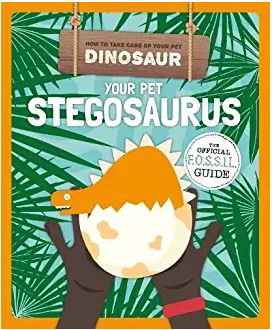 HOW TO TAKE CARE OF YOUR PET
DINOSAUR
YOUR PET
STEGOSAURUS
THE
OFFICIAL
F.O.S.S.I.L.
GUIDE